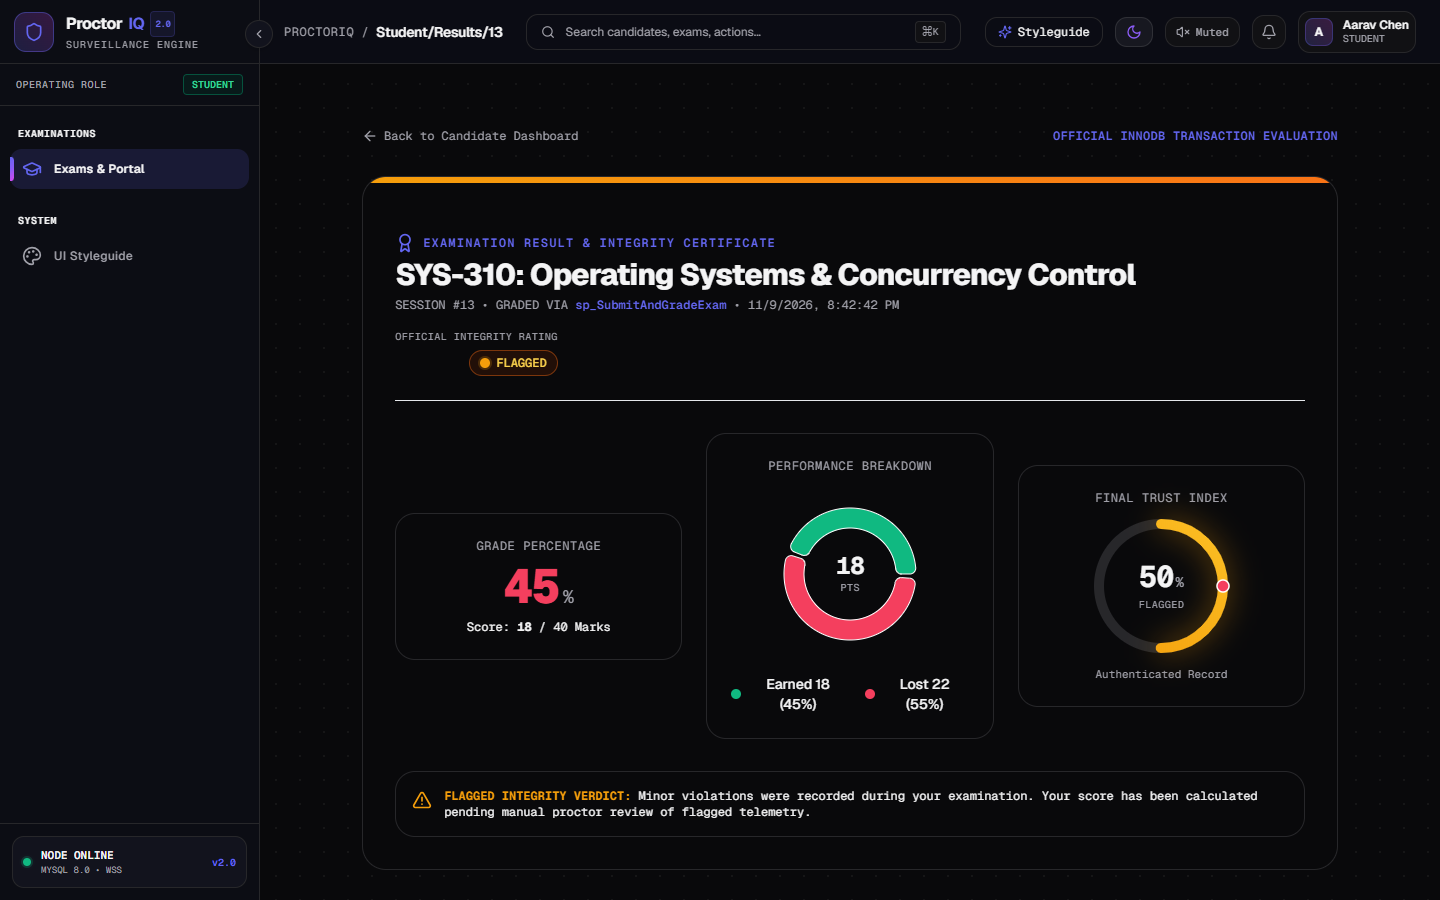 Proctor IQ 2.0
SURVEILLANCE ENGINE
PROCTORIQ / Student/Results/13
Search candidates, exams, actions...
⌘K
Styleguide
Muted
A
Aarav Chen
STUDENT
OPERATING ROLE
STUDENT
EXAMINATIONS
Exams & Portal
SYSTEM
UI Styleguide
NODE ONLINE
MYSQL 8.0 • WSS
v2.0
Back to Candidate Dashboard
OFFICIAL INNODB TRANSACTION EVALUATION
EXAMINATION RESULT & INTEGRITY CERTIFICATE
SYS-310: Operating Systems & Concurrency Control
SESSION #13 • GRADED VIA sp_SubmitAndGradeExam • 11/9/2026, 8:42:42 PM
OFFICIAL INTEGRITY RATING
FLAGGED
GRADE PERCENTAGE
45%
Score: 18 / 40 Marks
PERFORMANCE BREAKDOWN
18
PTS
Earned 18
(45%)
Lost 22
(55%)
FINAL TRUST INDEX
50%
FLAGGED
Authenticated Record
FLAGGED INTEGRITY VERDICT: Minor violations were recorded during your examination. Your score has been calculated
pending manual proctor review of flagged telemetry.